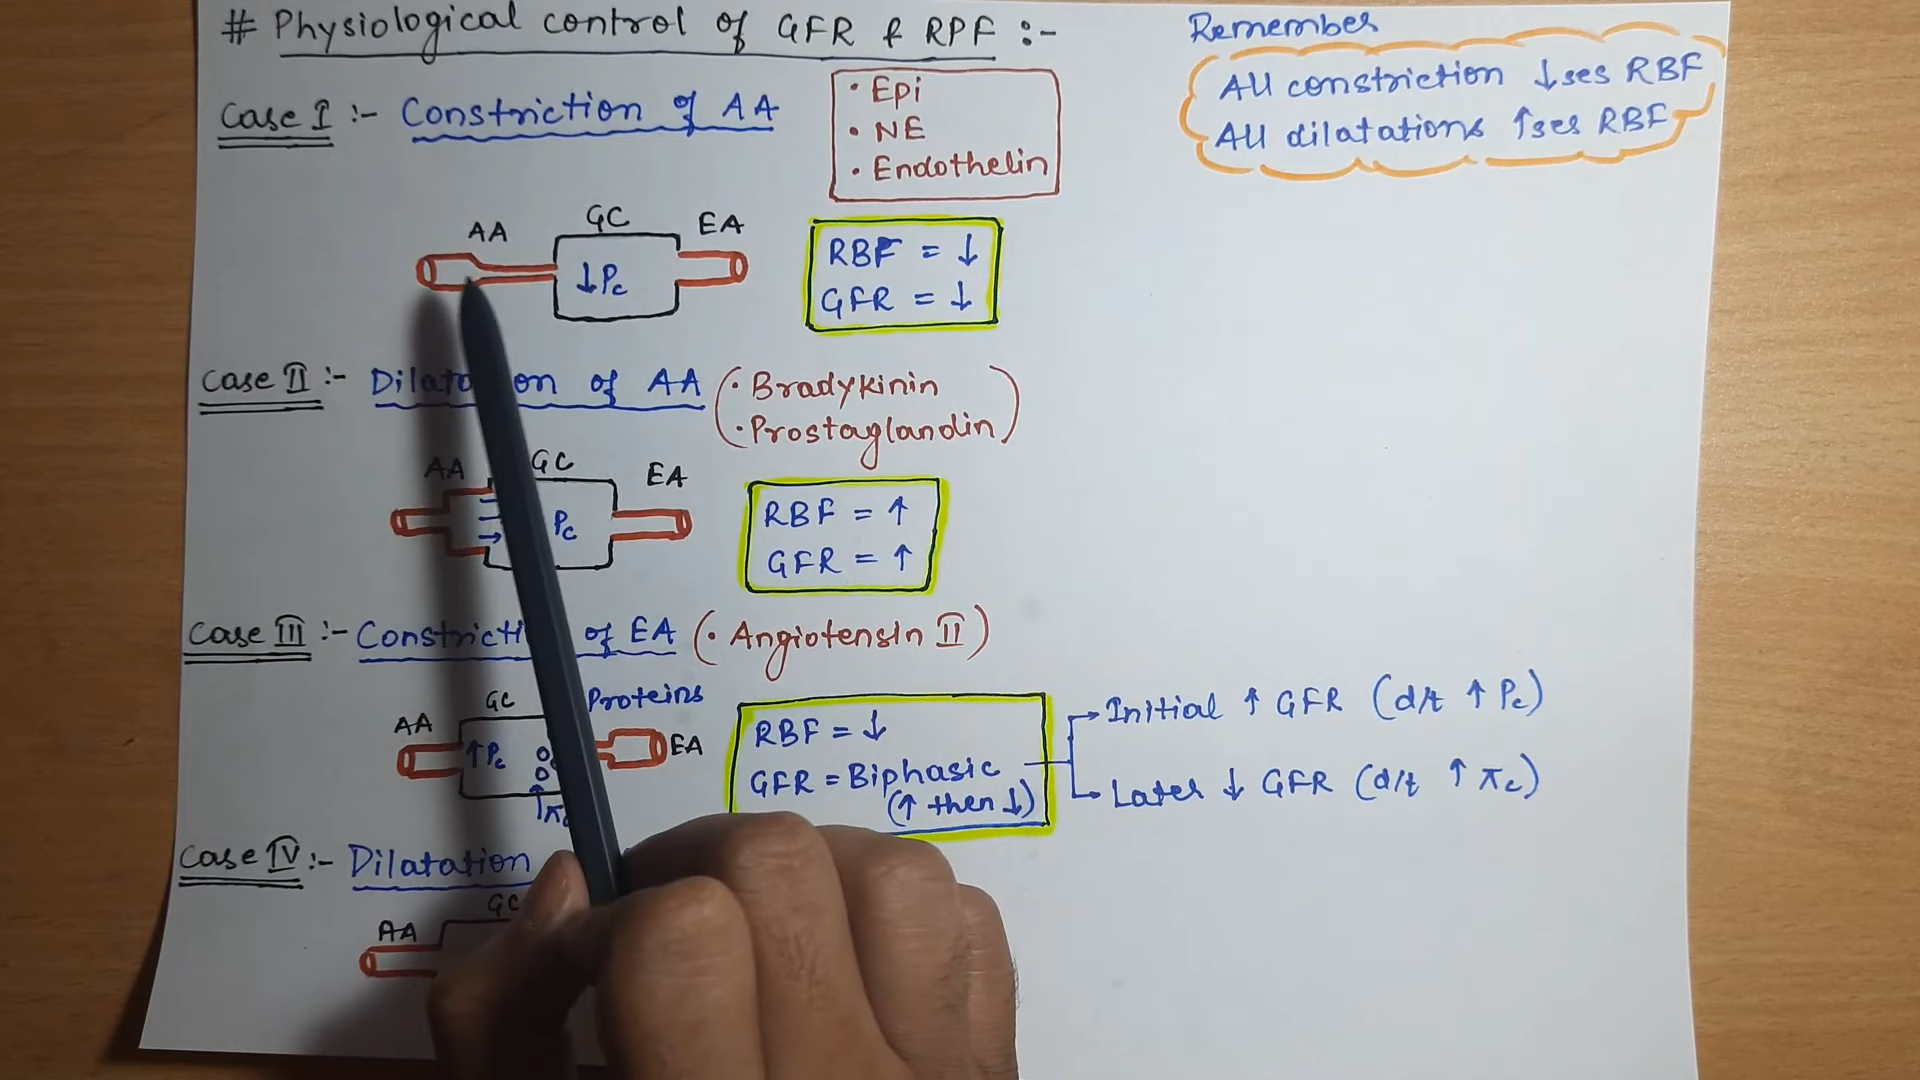 # Physiological control of GFR & RPF :-
Remember
All constriction ↓ses RBF
All dilatations ↑ses RBF
Case I :- Constriction of AA
• Epi
• NE
• Endothelin
AA GC EA
↓Pc
RBF = ↓
GFR = ↓
Case II :- Dilatation of AA
(• Bradykinin
• Prostaglandin)
AA GC EA
Pc
RBF = ↑
GFR = ↑
Case III :- of EA (• Angiotensin II)
GC Proteins
AA ↑Pc EA
RBF = ↓
GFR = Biphasic
(↑ then ↓)
Initial ↑ GFR (d/t ↑ Pc)
Later ↓ GFR (d/t ↑ πc)
Case IV :- Dilatation
GC
AA